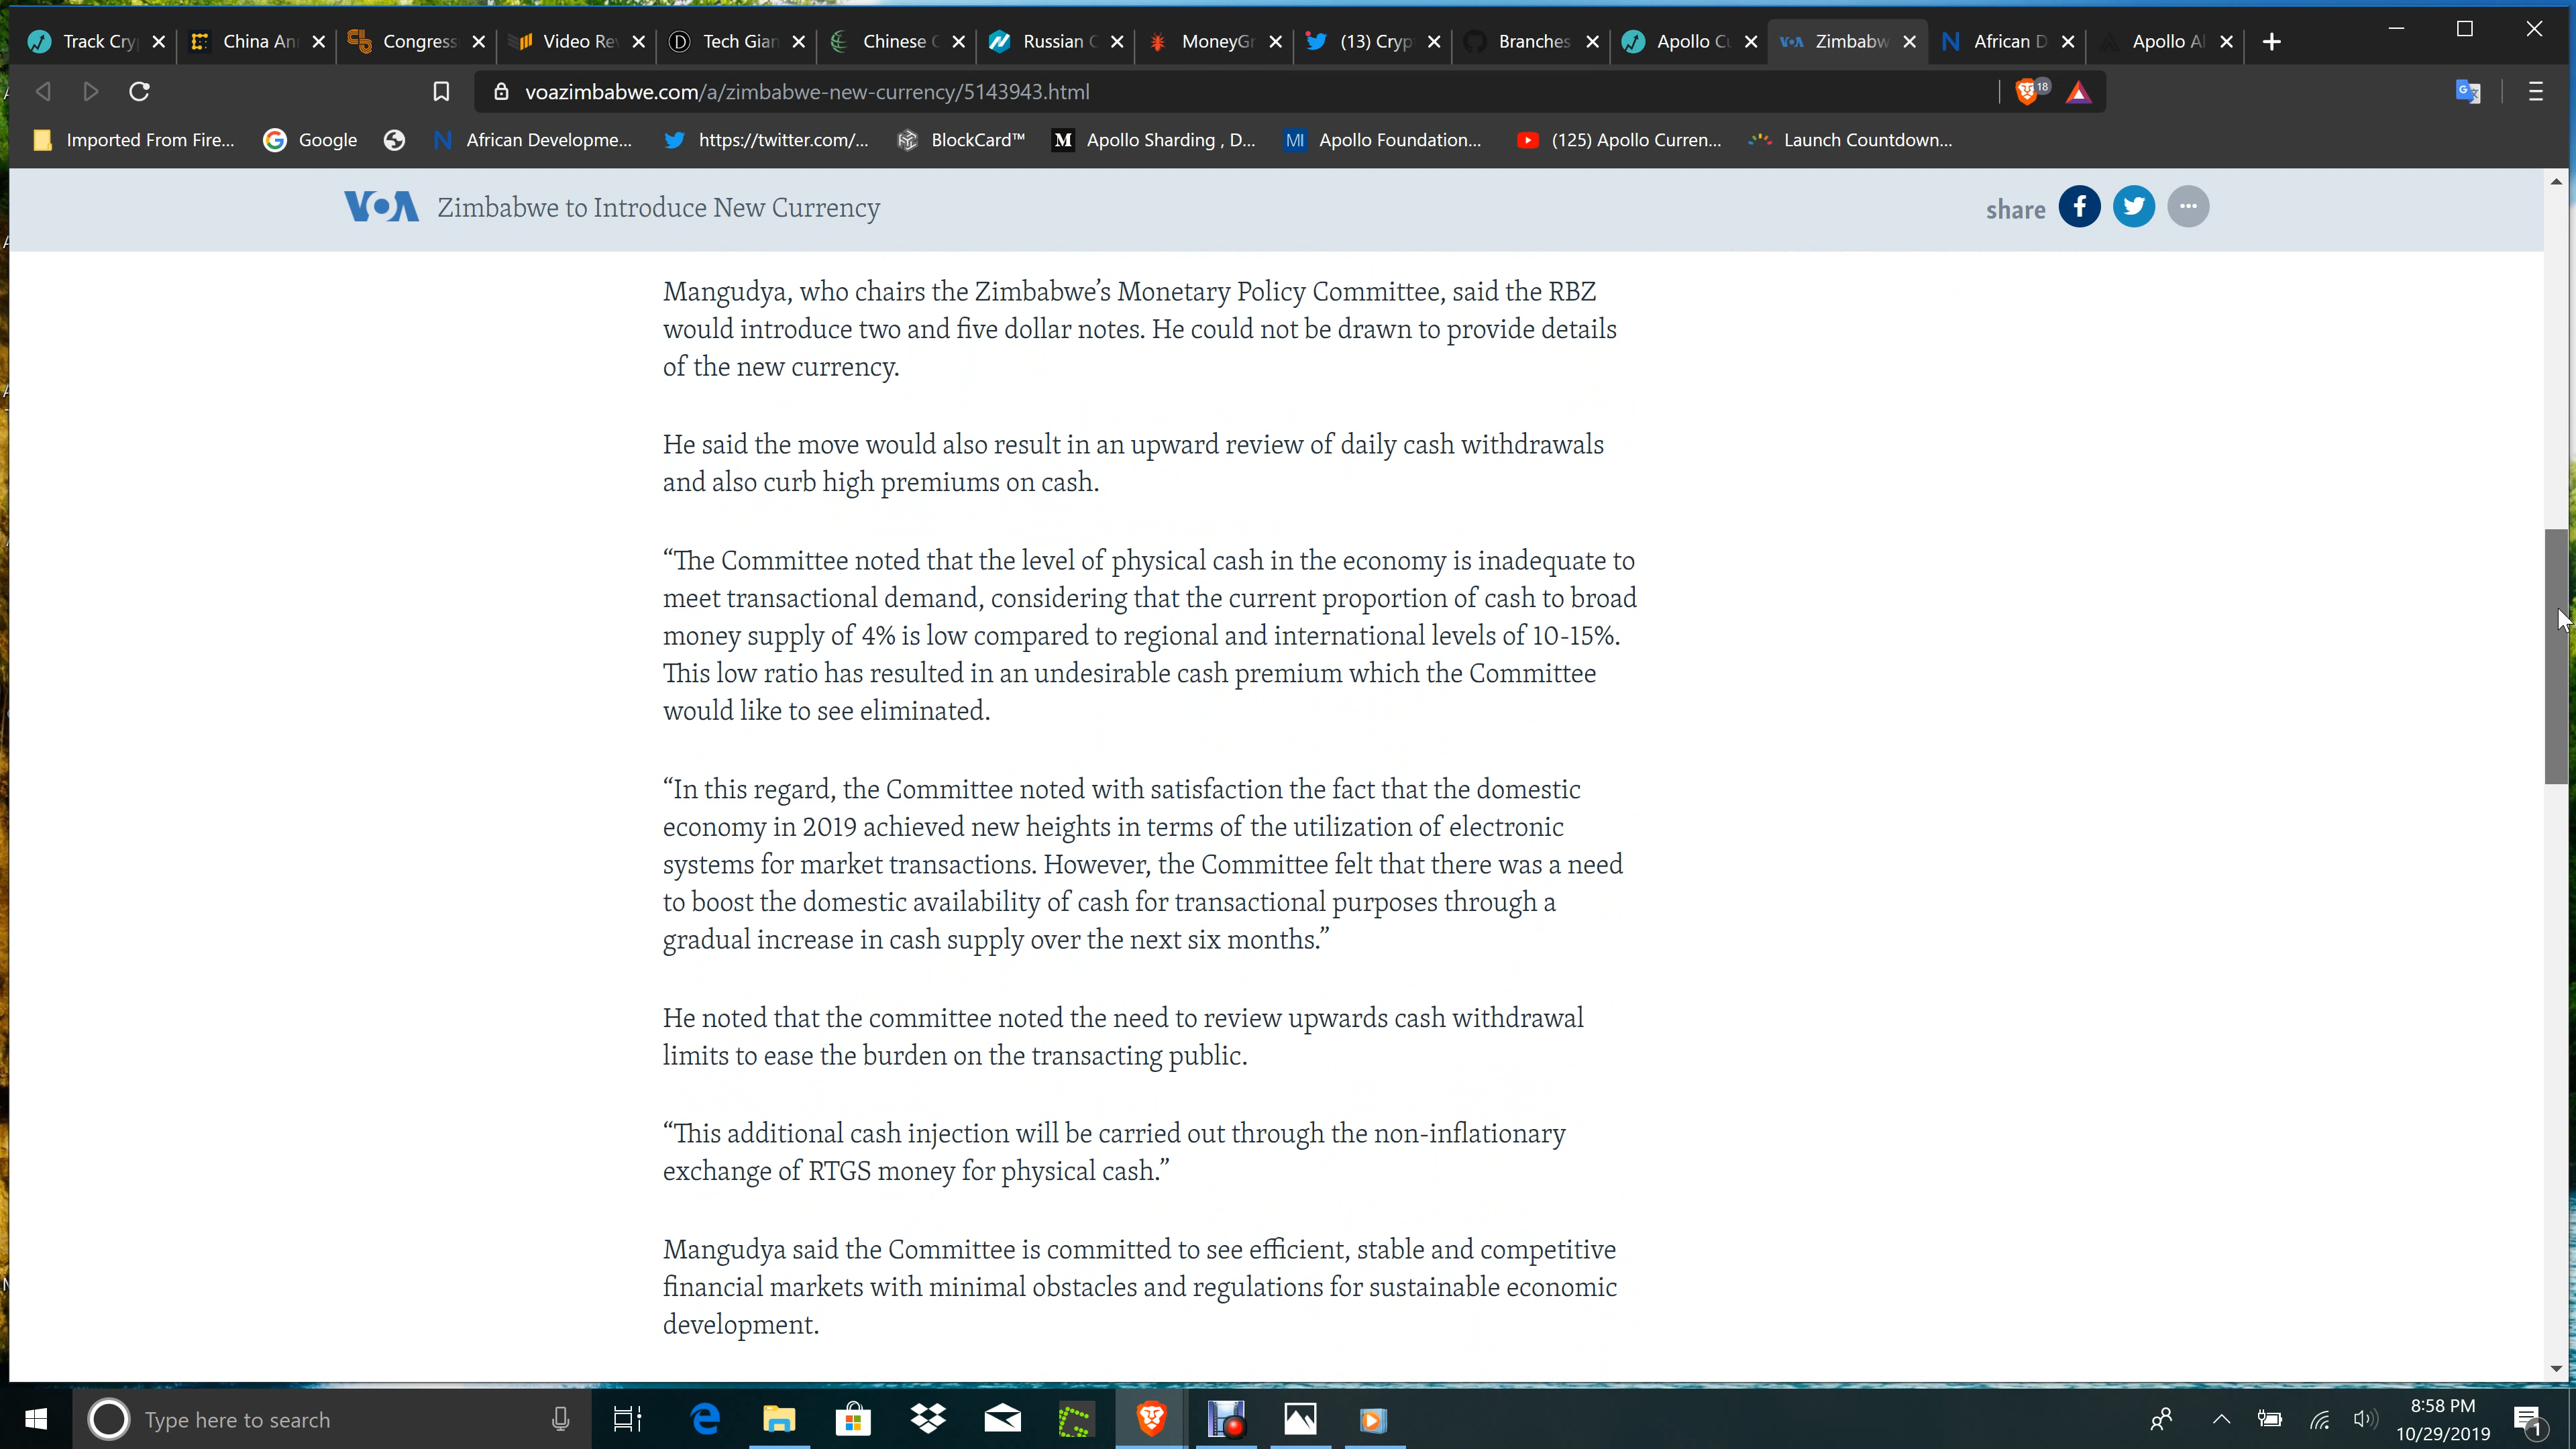 Track Cry
China An
Congress
Video Re
Tech Gian
Chinese C
Russian C
MoneyGr
(13) Cryp
Branches
Apollo Cu
Zimbabw
African D
Apollo Al
voazimbabwe.com/a/zimbabwe-new-currency/5143943.html
18
Imported From Fire...
Google
African Developme...
https://twitter.com/...
BlockCard™
Apollo Sharding , D...
Apollo Foundation...
(125) Apollo Curren...
Launch Countdown...
VOA Zimbabwe to Introduce New Currency
share
Mangudya, who chairs the Zimbabwe’s Monetary Policy Committee, said the RBZ
would introduce two and five dollar notes. He could not be drawn to provide details
of the new currency.
He said the move would also result in an upward review of daily cash withdrawals
and also curb high premiums on cash.
“The Committee noted that the level of physical cash in the economy is inadequate to
meet transactional demand, considering that the current proportion of cash to broad
money supply of 4% is low compared to regional and international levels of 10-15%.
This low ratio has resulted in an undesirable cash premium which the Committee
would like to see eliminated.
“In this regard, the Committee noted with satisfaction the fact that the domestic
economy in 2019 achieved new heights in terms of the utilization of electronic
systems for market transactions. However, the Committee felt that there was a need
to boost the domestic availability of cash for transactional purposes through a
gradual increase in cash supply over the next six months.”
He noted that the committee noted the need to review upwards cash withdrawal
limits to ease the burden on the transacting public.
“This additional cash injection will be carried out through the non-inflationary
exchange of RTGS money for physical cash.”
Mangudya said the Committee is committed to see efficient, stable and competitive
financial markets with minimal obstacles and regulations for sustainable economic
development.
Type here to search
8:58 PM
10/29/2019
1